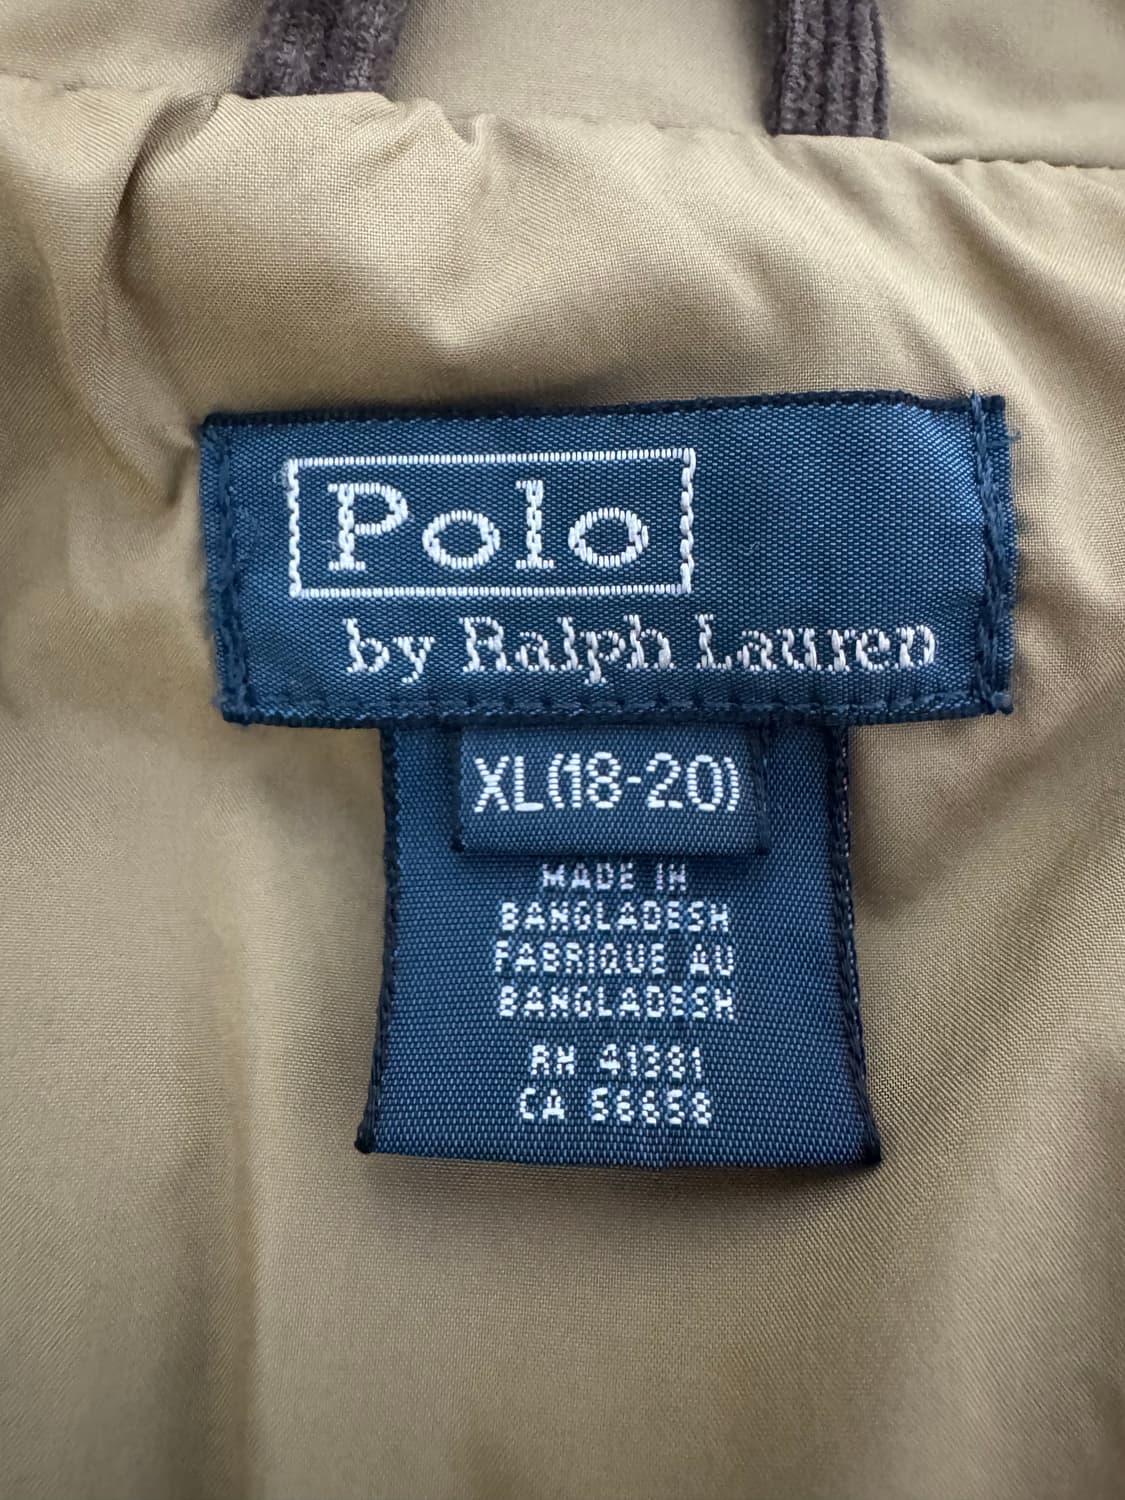 Polo
by Ralph Lauren
XL(18-20)
MADE IN
BANGLADESH
FABRIQUE AU
BANGLADESH
RN 41381
CA 56658